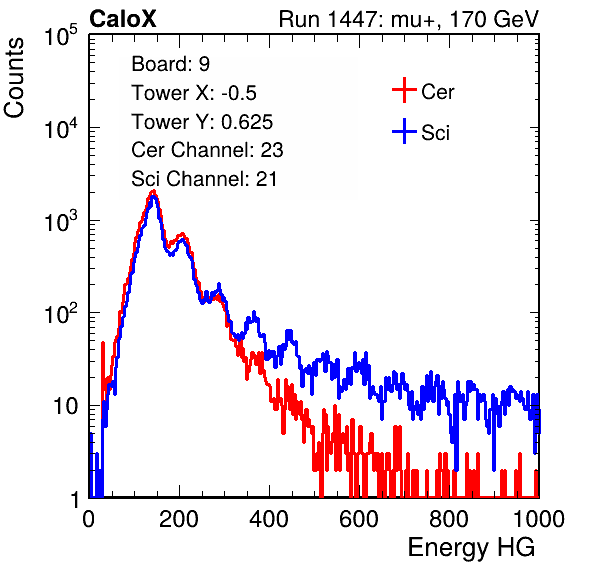 CaloX Run 1447: mu+, 170 GeV
Counts
Board: 9
Tower X: -0.5
Tower Y: 0.625
Cer Channel: 23
Sci Channel: 21
Cer
Sci
10^5
10^4
10^3
10^2
10
1
0 200 400 600 800 1000
Energy HG